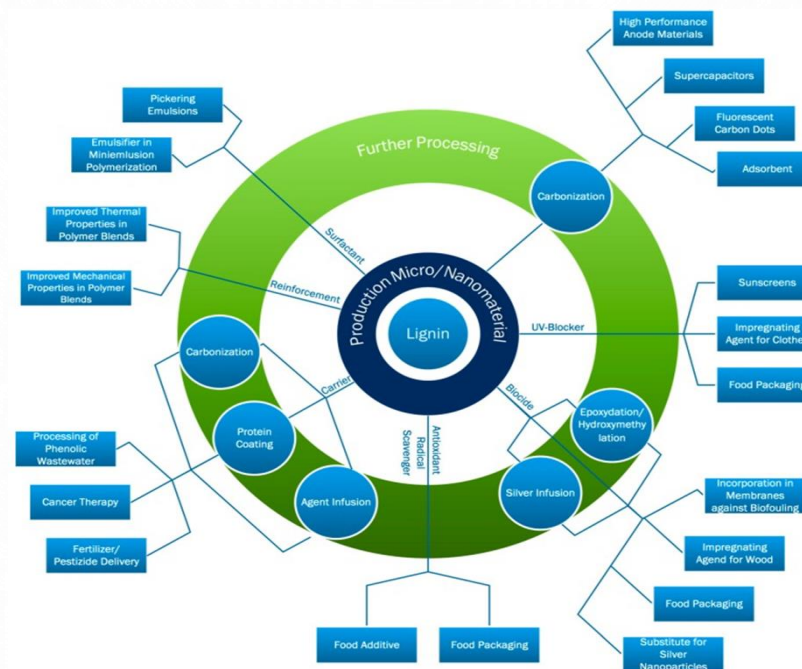 High Performance
Anode Materials
Supercapacitors
Fluorescent
Carbon Dots
Adsorbent
Pickering
Emulsions
Emulsifier in
Miniemlusion
Polymerization
Improved Thermal
Properties in
Polymer Blends
Improved Mechanical
Properties in Polymer
Blends
Further Processing
Carbonization
Surfactant
Reinforcement
Production Micro/Nanomaterial
Lignin
UV-Blocker
Sunscreens
Impregnating
Agent for Clothe
Food Packaging
Carbonization
Carrier
Protein
Coating
Agent Infusion
Antioxidant
Radical
Scavenger
Biocide
Epoxydation/
Hydroxymethy
lation
Silver Infusion
Processing of
Phenolic
Wastewater
Cancer Therapy
Fertilizer/
Pestizide Delivery
Incorporation in
Membranes
against Biofouling
Impregnating
Agend for Wood
Food Packaging
Substitute for
Silver
Nanoparticles
Food Additive
Food Packaging